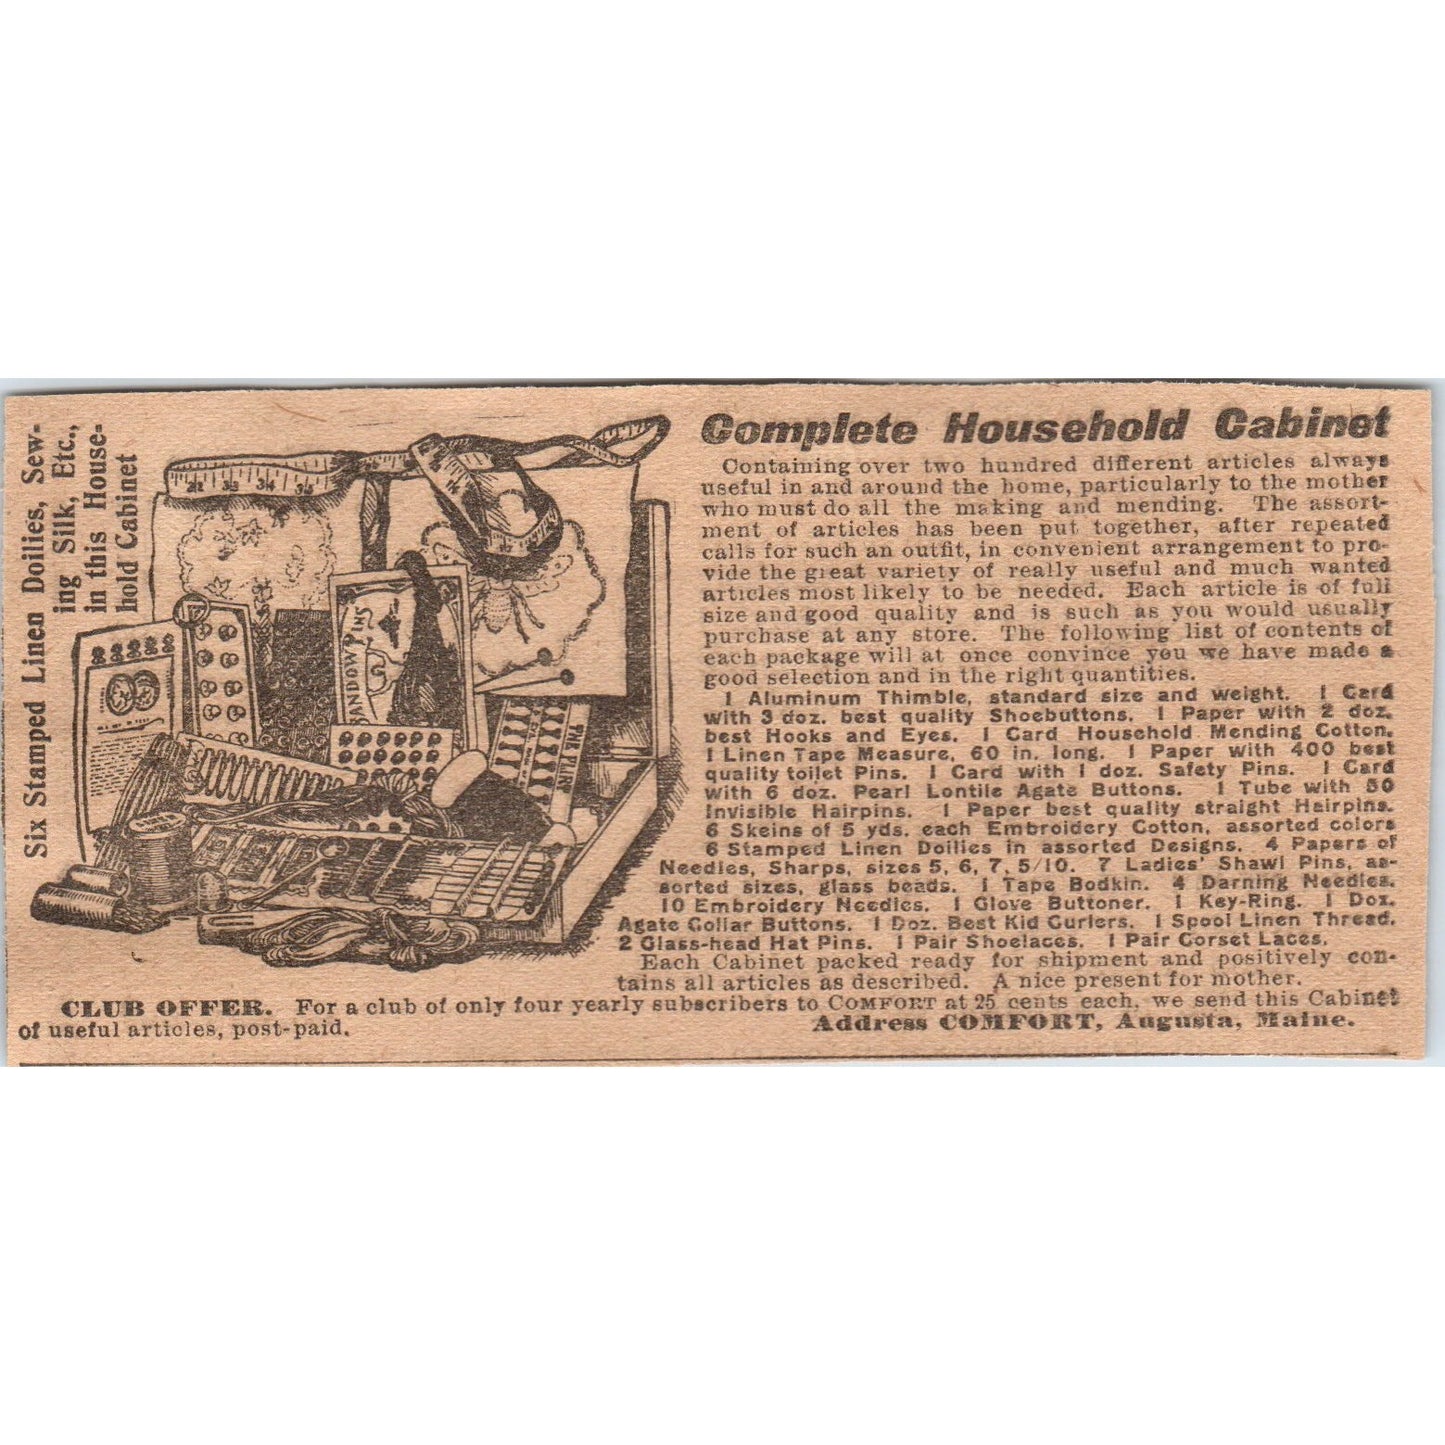 Six Stamped Linen Doilies, Sew-
ing Silk, Etc.,
in this House-
hold Cabinet
32 33 34 35
BANDOW PINS
THE PURI
Complete Household Cabinet
Containing over two hundred different articles always
useful in and around the home, particularly to the mother
who must do all the making and mending. The assort-
ment of articles has been put together, after repeated
calls for such an outfit, in convenient arrangement to pro-
vide the great variety of really useful and much wanted
articles most likely to be needed. Each article is of full
size and good quality and is such as you would usually
purchase at any store. The following list of contents of
each package will at once convince you we have made a
good selection and in the right quantities.
1 Aluminum Thimble, standard size and weight. 1 Card
with 3 doz. best quality Shoebuttons. 1 Paper with 2 doz.
best Hooks and Eyes. 1 Card Household Mending Cotton.
1 Linen Tape Measure, 60 in. long. 1 Paper with 400 best
quality toilet Pins. 1 Card with 1 doz. Safety Pins. 1 Card
with 6 doz. Pearl Lontile Agate Buttons. 1 Tube with 50
Invisible Hairpins. 1 Paper best quality straight Hairpins.
6 Skeins of 5 yds. each Embroidery Cotton, assorted colors
6 Stamped Linen Doilies in assorted Designs. 4 Papers of
Needles, Sharps, sizes 5, 6, 7, 5/10. 7 Ladies' Shawl Pins, as-
sorted sizes, glass beads. 1 Tape Bodkin. 4 Darning Needles.
10 Embroidery Needles. 1 Glove Buttoner. 1 Key-Ring. 1 Doz.
Agate Collar Buttons. 1 Doz. Best Kid Curlers. 1 Spool Linen Thread.
2 Glass-head Hat Pins. 1 Pair Shoelaces. 1 Pair Corset Laces.
Each Cabinet packed ready for shipment and positively con-
tains all articles as described. A nice present for mother.
CLUB OFFER. For a club of only four yearly subscribers to COMFORT at 25 cents each, we send this Cabinet
of useful articles, post-paid.
Address COMFORT, Augusta, Maine.